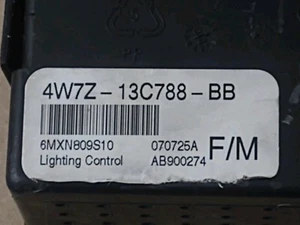 4W7Z-13C788-BB
6MXN809S10 070725A
Lighting Control AB900274
F/M